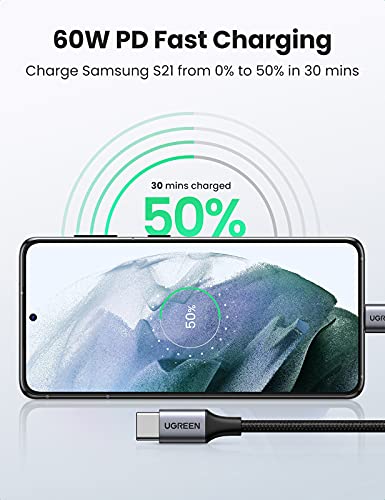 60W PD Fast Charging
Charge Samsung S21 from 0% to 50% in 30 mins
30 mins charged
50%
50%
UGREEN
UGREEN